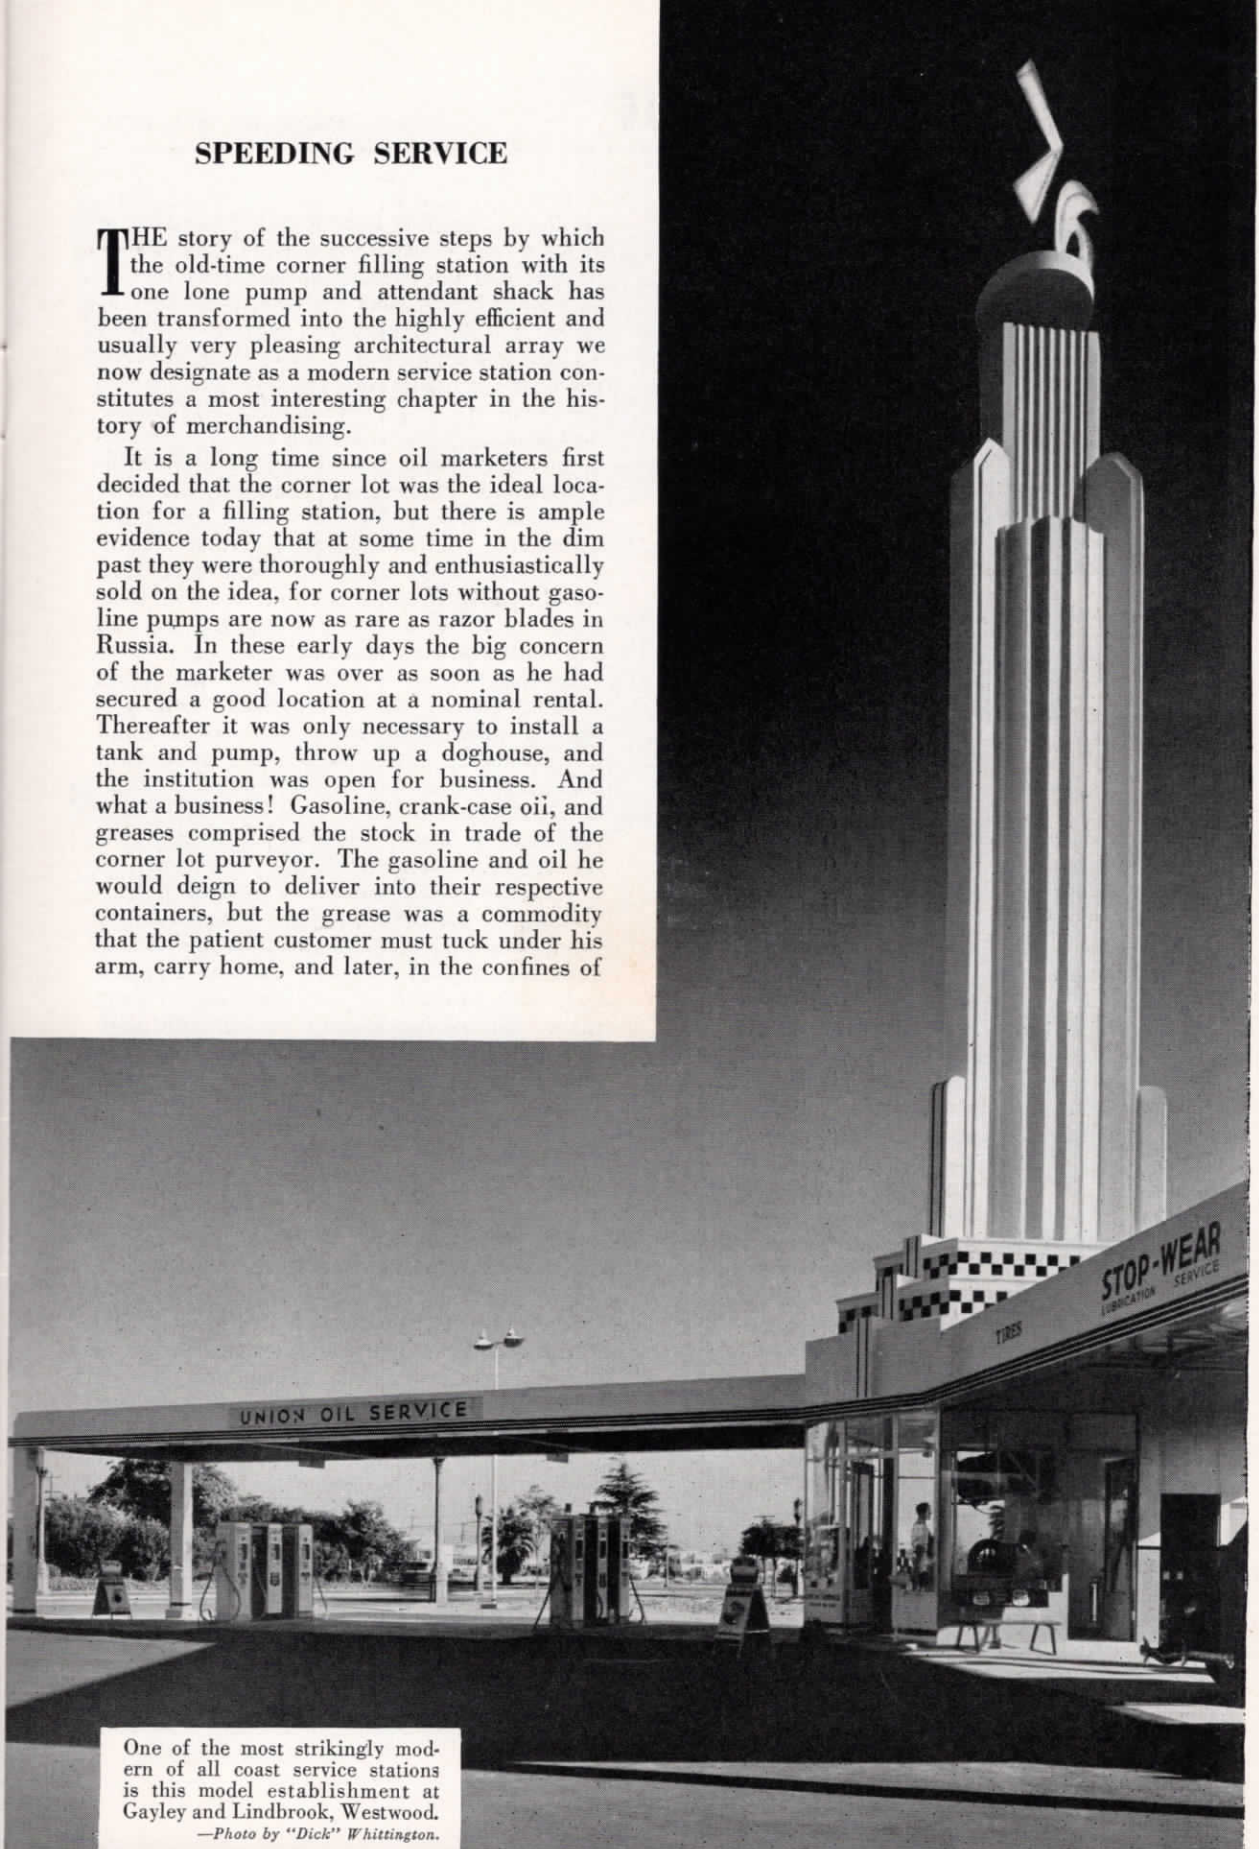 SPEEDING SERVICE
THE story of the successive steps by which
the old-time corner filling station with its
one lone pump and attendant shack has
been transformed into the highly efficient and
usually very pleasing architectural array we
now designate as a modern service station con-
stitutes a most interesting chapter in the his-
tory of merchandising.
It is a long time since oil marketers first
decided that the corner lot was the ideal loca-
tion for a filling station, but there is ample
evidence today that at some time in the dim
past they were thoroughly and enthusiastically
sold on the idea, for corner lots without gaso-
line pumps are now as rare as razor blades in
Russia. In these early days the big concern
of the marketer was over as soon as he had
secured a good location at a nominal rental.
Thereafter it was only necessary to install a
tank and pump, throw up a doghouse, and
the institution was open for business. And
what a business! Gasoline, crank-case oil, and
greases comprised the stock in trade of the
corner lot purveyor. The gasoline and oil he
would deign to deliver into their respective
containers, but the grease was a commodity
that the patient customer must tuck under his
arm, carry home, and later, in the confines of
76
STOP-WEAR
LUBRICATION SERVICE
TIRES
UNION OIL SERVICE
One of the most strikingly mod-
ern of all coast service stations
is this model establishment at
Gayley and Lindbrook, Westwood.
—Photo by "Dick" Whittington.